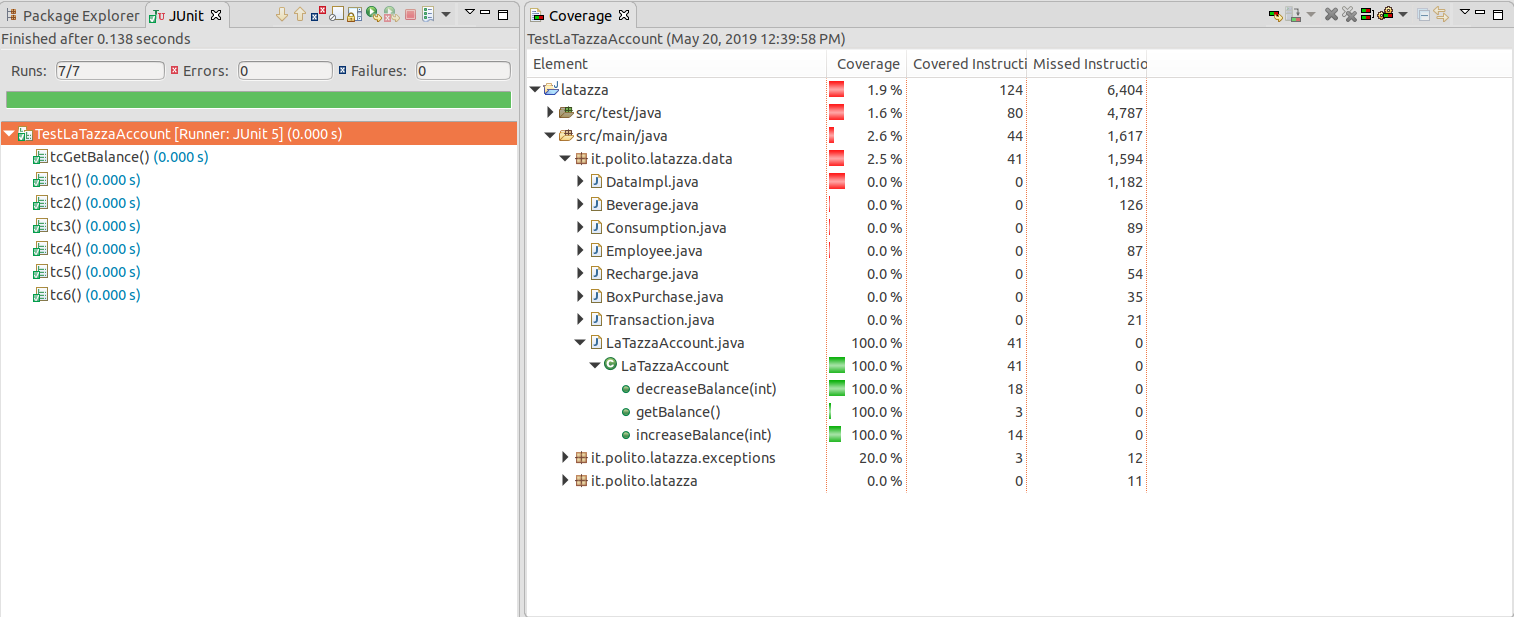 Package Explorer JUnit
Finished after 0.138 seconds
Runs: 7/7 Errors: 0 Failures: 0
TestLaTazzaAccount [Runner: JUnit 5] (0.000 s)
tcGetBalance() (0.000 s)
tc1() (0.000 s)
tc2() (0.000 s)
tc3() (0.000 s)
tc4() (0.000 s)
tc5() (0.000 s)
tc6() (0.000 s)
Coverage
TestLaTazzaAccount (May 20, 2019 12:39:58 PM)
Element Coverage Covered Instructi Missed Instructio
latazza 1.9 % 124 6,404
src/test/java 1.6 % 80 4,787
src/main/java 2.6 % 44 1,617
it.polito.latazza.data 2.5 % 41 1,594
DataImpl.java 0.0 % 0 1,182
Beverage.java 0.0 % 0 126
Consumption.java 0.0 % 0 89
Employee.java 0.0 % 0 87
Recharge.java 0.0 % 0 54
BoxPurchase.java 0.0 % 0 35
Transaction.java 0.0 % 0 21
LaTazzaAccount.java 100.0 % 41 0
LaTazzaAccount 100.0 % 41 0
decreaseBalance(int) 100.0 % 18 0
getBalance() 100.0 % 3 0
increaseBalance(int) 100.0 % 14 0
it.polito.latazza.exceptions 20.0 % 3 12
it.polito.latazza 0.0 % 0 11